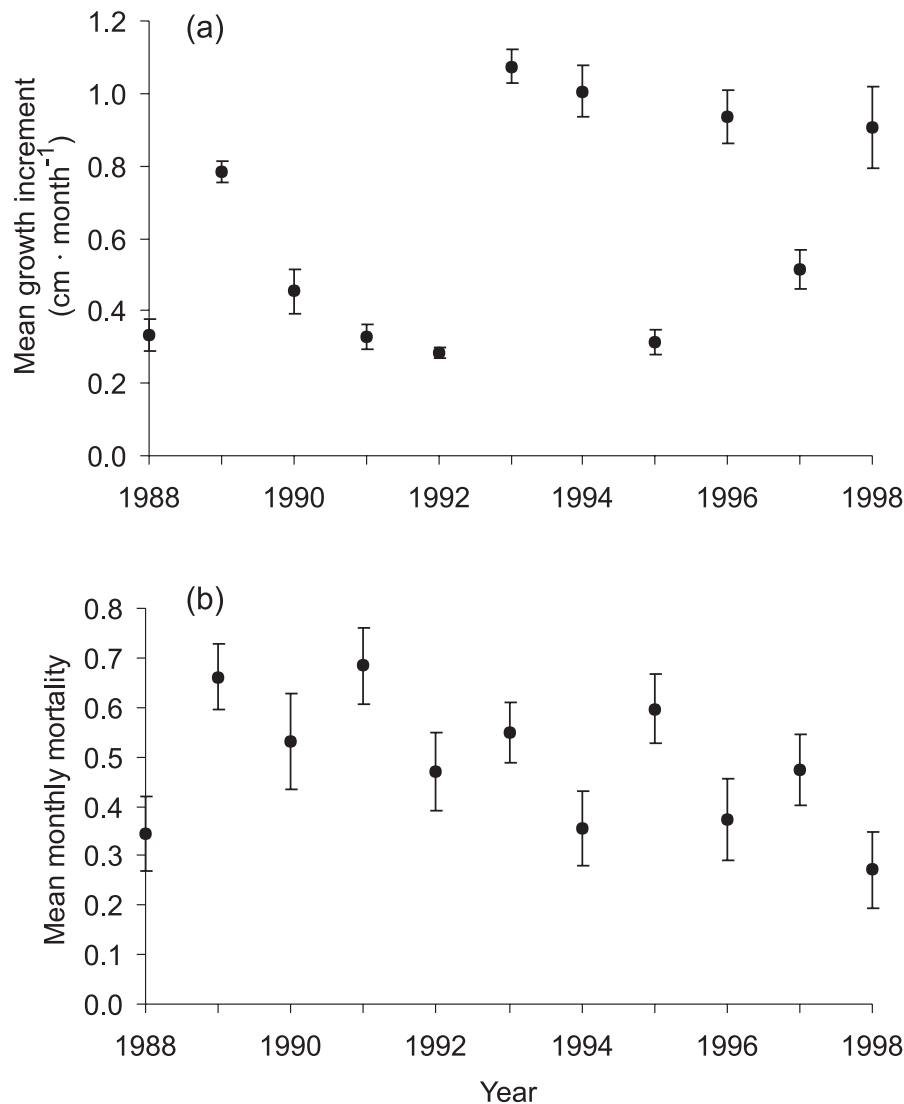 (a)
Mean growth increment
(cm · month⁻¹)
1.2
1.0
0.8
0.6
0.4
0.2
0.0
1988 1990 1992 1994 1996 1998
(b)
Mean monthly mortality
0.8
0.7
0.6
0.5
0.4
0.3
0.2
0.1
0.0
1988 1990 1992 1994 1996 1998
Year